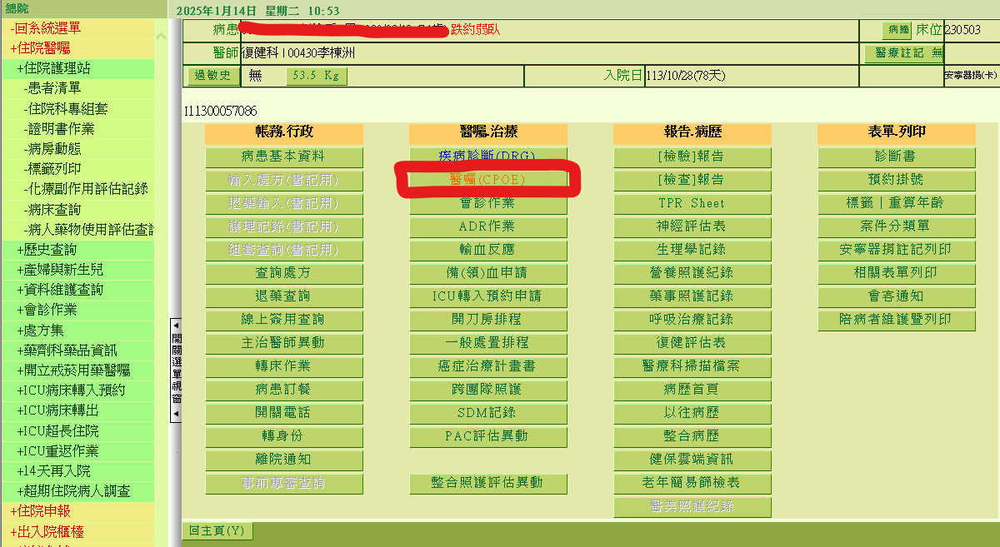 總院
2025年1月14日 星期二 10:53
-回系統選單
+住院醫囑
+住院護理站
-患者清單
-住院科專組套
-證明書作業
-病房動態
-標籤列印
-化療副作用評估記錄
-病床查詢
-病人藥物使用評估查詢
+歷史查詢
+產婦與新生兒
+資料維護查詢
+會診作業
+處方集
+藥劑科藥品資訊
+開立戒菸用藥醫囑
+ICU病床轉入預約
+ICU病床轉出
+ICU超長住院
+ICU重返作業
+14天再入院
+超期住院病人調查
+住院申報
+出入院櫃檯
◄開關選單視窗◄
病患 跌約弱臥 病摘 床位 230503
醫師 復健科 | 00430李棟洲 醫療註記 無
過敏史 無 53.5 Kg 入院日 113/10/28(78天) 安寧器捐(卡)
I11300057086
帳務.行政
病患基本資料
輸入處方(書記用)
退藥輸入(書記用)
護理記錄(書記用)
組套查詢(書記用)
查詢處方
退藥查詢
線上簽用查詢
主治醫師異動
轉床作業
病患訂餐
開關電話
轉身份
離院通知
事前專審查詢
醫囑.治療
疾病診斷(DRG)
醫囑(CPOE)
會診作業
ADR作業
輸血反應
備(領)血申請
ICU轉入預約申請
開刀房排程
一般處置排程
癌症治療計畫書
跨團隊照護
SDM記錄
PAC評估異動
整合照護評估異動
報告.病歷
[檢驗]報告
[檢查]報告
TPR Sheet
神經評估表
生理學記錄
營養照護紀錄
藥事照護記錄
呼吸治療記錄
復健評估表
醫療科掃描檔案
病歷首頁
以往病歷
整合病歷
健保雲端資訊
老年簡易篩檢表
醫美照護紀錄
表單.列印
診斷書
預約掛號
標籤｜重算年齡
案件分類單
安寧器捐註記列印
相關表單列印
會客通知
陪病者維護暨列印
回主頁(Y)